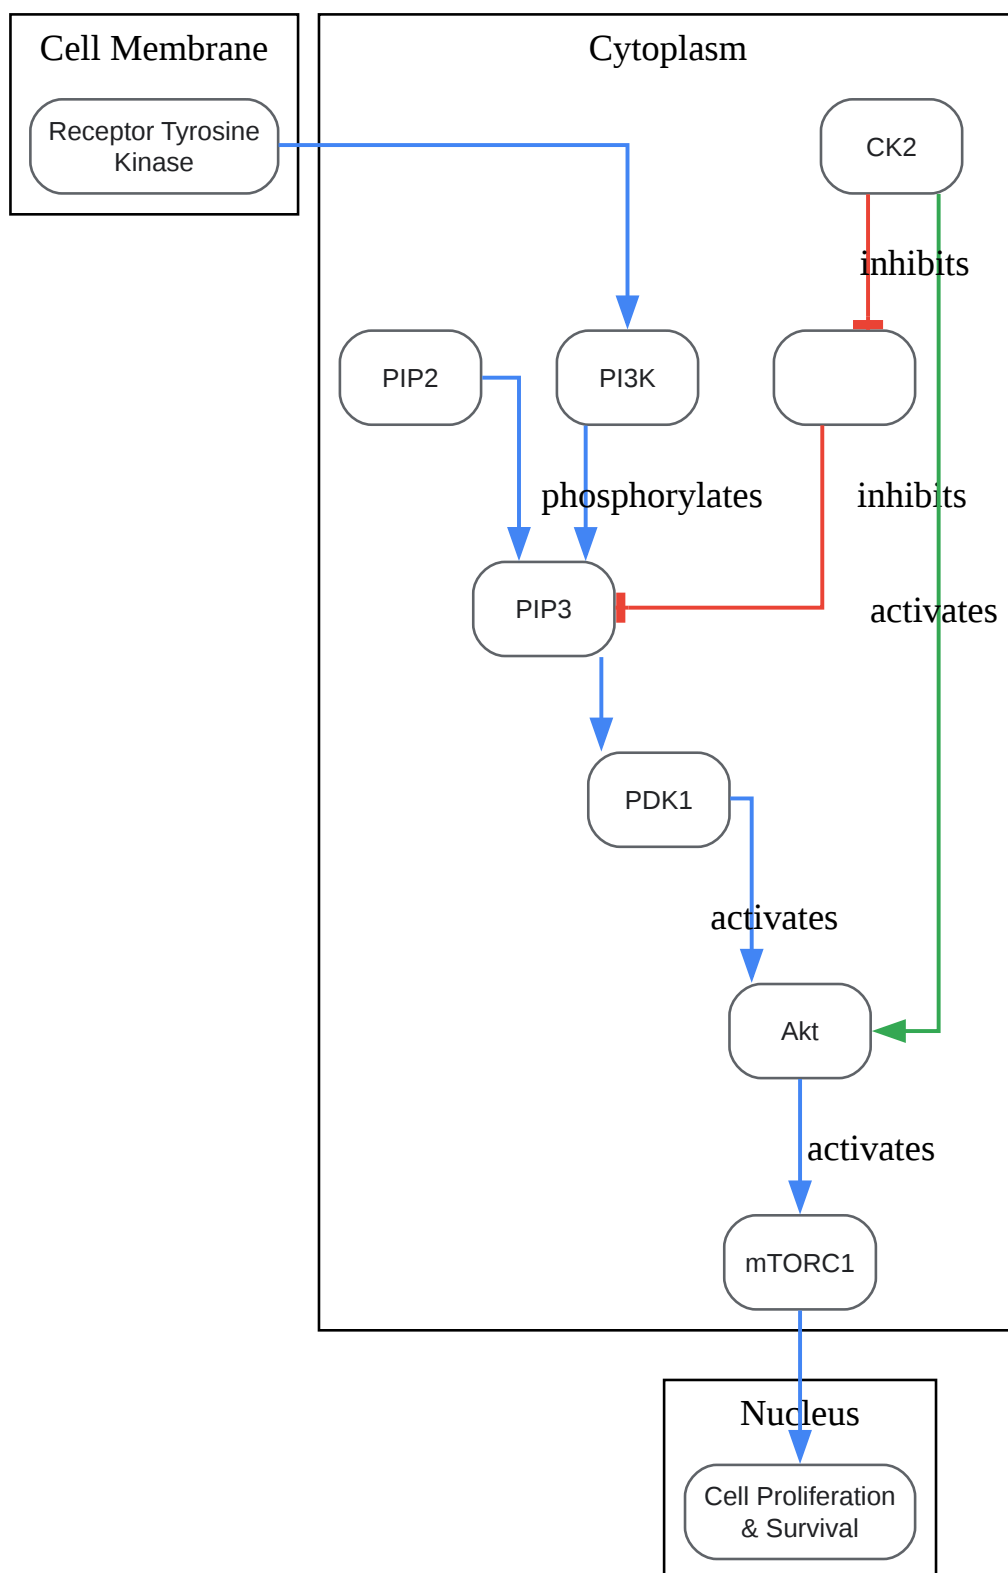 Cell Membrane
Cytoplasm
Receptor Tyrosine
Kinase
CK2
inhibits
PIP2
PI3K
phosphorylates
inhibits
PIP3
activates
PDK1
activates
Akt
activates
mTORC1
Nucleus
Cell Proliferation
& Survival